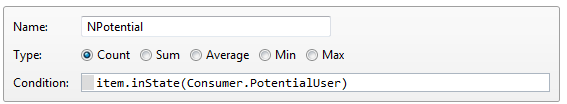 Name: NPotential
Type: Count Sum Average Min Max
Condition: item.inState(Consumer.PotentialUser)